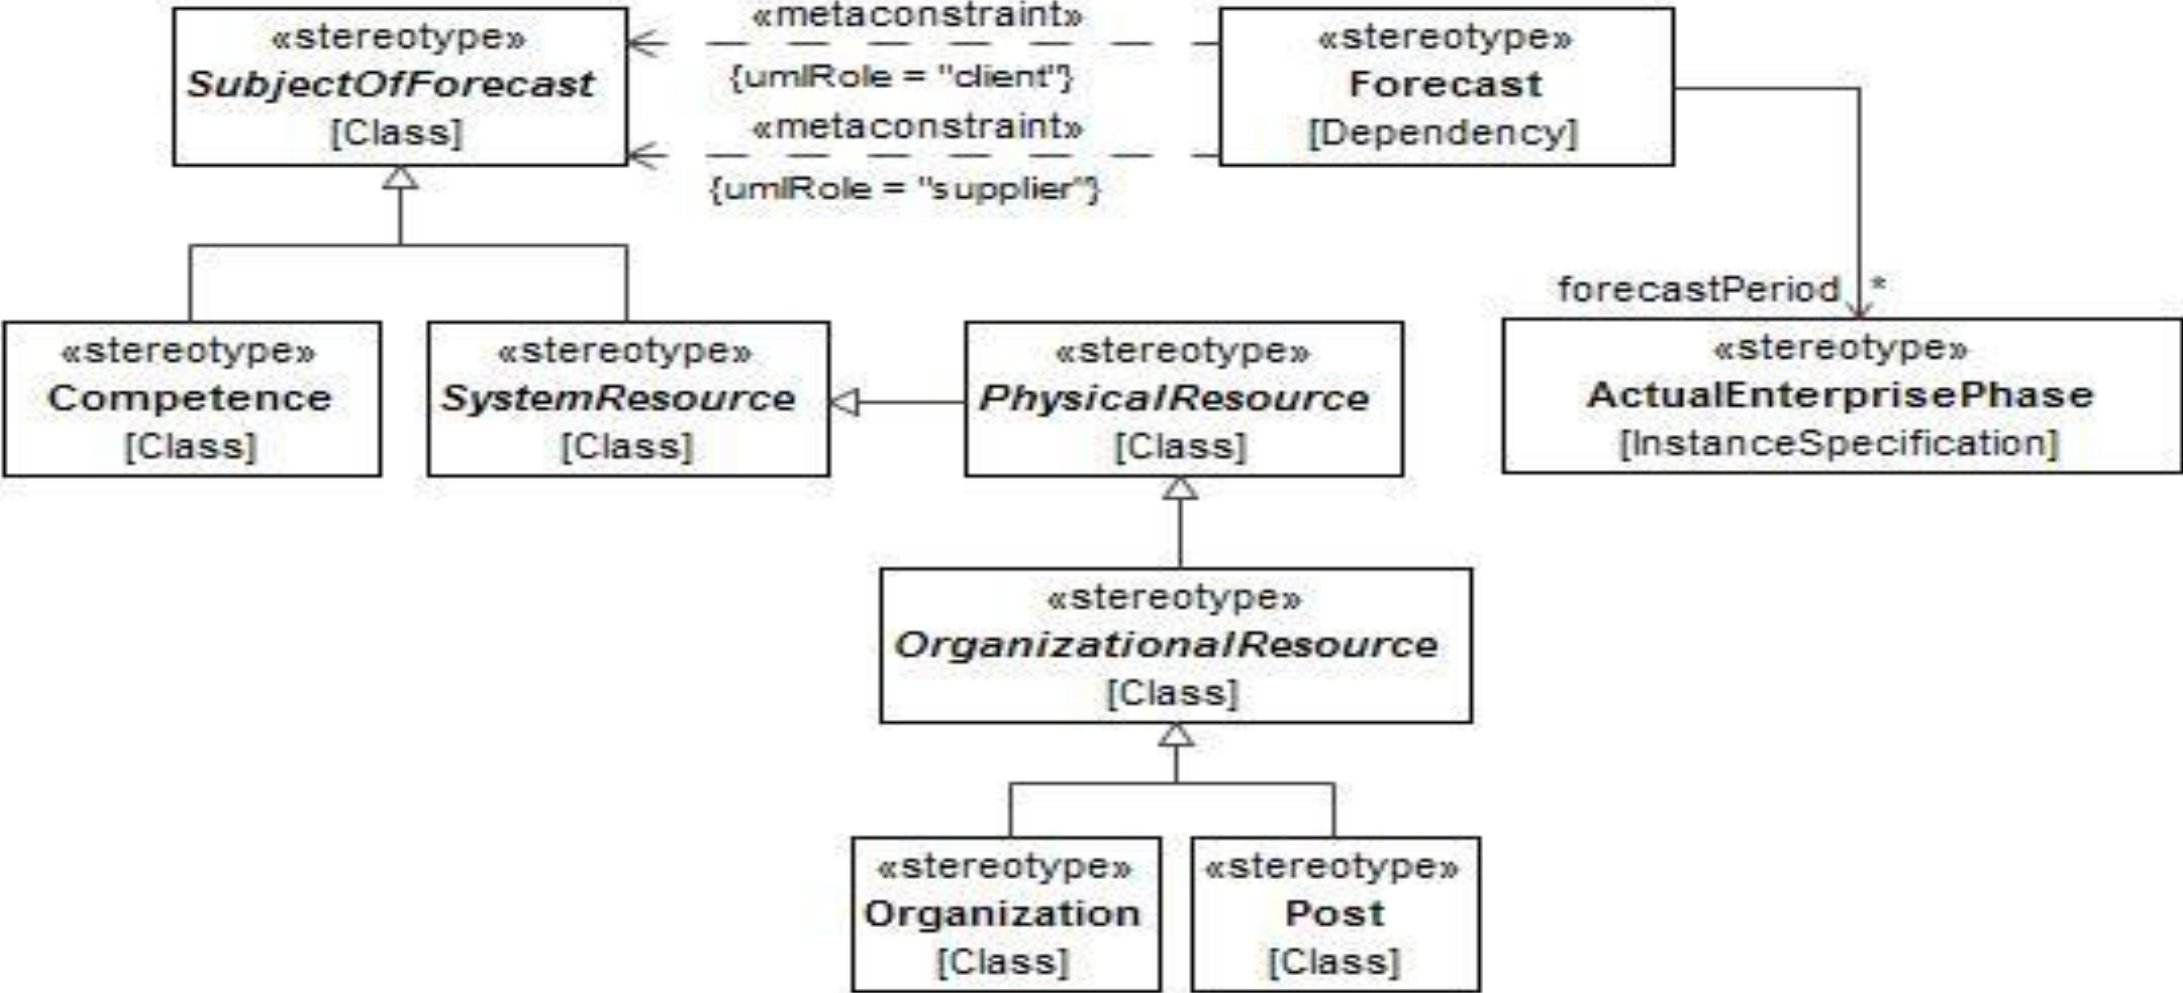 «stereotype»
SubjectOfForecast
[Class]
«metaconstraint»
{umlRole = "client"}
«metaconstraint»
{umlRole = "supplier"}
«stereotype»
Forecast
[Dependency]
forecastPeriod *
«stereotype»
Competence
[Class]
«stereotype»
SystemResource
[Class]
«stereotype»
PhysicalResource
[Class]
«stereotype»
ActualEnterprisePhase
[InstanceSpecification]
«stereotype»
OrganizationalResource
[Class]
«stereotype»
Organization
[Class]
«stereotype»
Post
[Class]